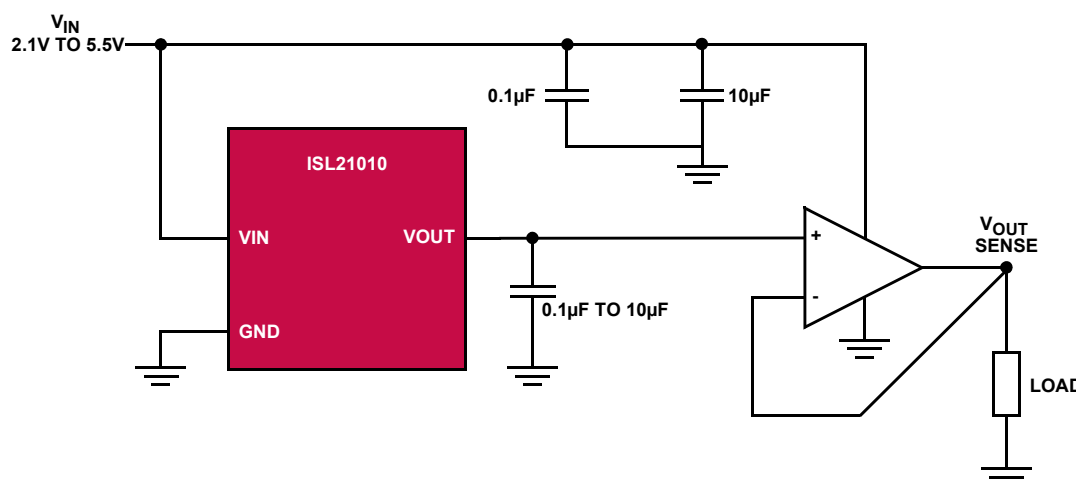 VIN
2.1V TO 5.5V
0.1µF
10µF
ISL21010
VIN
VOUT
GND
0.1µF TO 10µF
+
-
VOUT
SENSE
LOAD